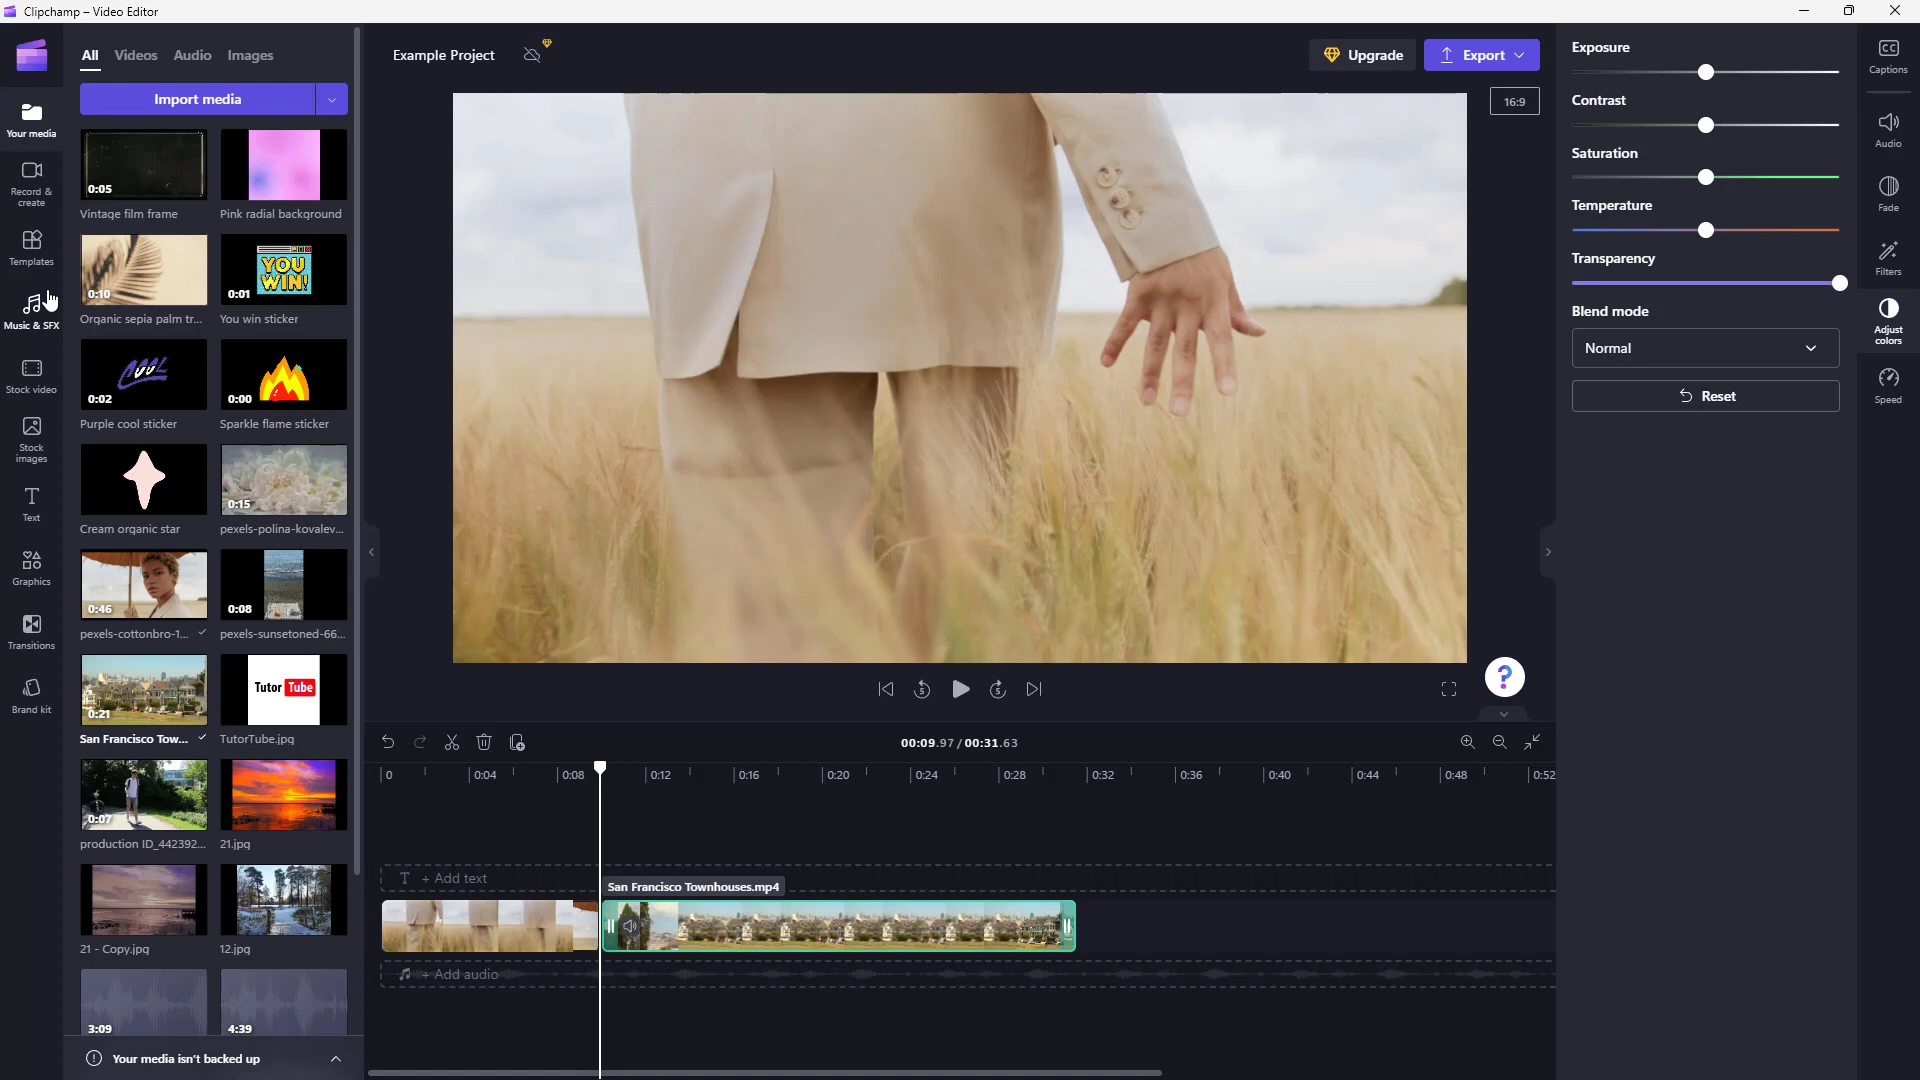 Clipchamp – Video Editor
All Videos Audio Images
Import media
Your media
Record & create
Templates
Music & SFX
Stock video
Stock images
Text
Graphics
Transitions
Brand kit
0:05
Vintage film frame
Pink radial background
0:10
Organic sepia palm tr...
0:01
YOU WIN!
You win sticker
0:02
COOL
Purple cool sticker
0:00
Sparkle flame sticker
Cream organic star
0:15
pexels-polina-kovalev...
0:46
pexels-cottonbro-1...
0:08
pexels-sunsetoned-66...
0:21
San Francisco Tow...
Tutor Tube
TutorTube.jpg
0:07
production ID_442392...
21.jpg
21 - Copy.jpg
12.jpg
3:09
4:39
Your media isn't backed up
Example Project
Upgrade
Export
16:9
5
5
?
00:09.97 / 00:31.63
0 0:04 0:08 0:12 0:16 0:20 0:24 0:28 0:32 0:36 0:40 0:44 0:48 0:52
T + Add text
San Francisco Townhouses.mp4
+ Add audio
Exposure
Contrast
Saturation
Temperature
Transparency
Blend mode
Normal
Reset
CC
Captions
Audio
Fade
Filters
Adjust colors
Speed